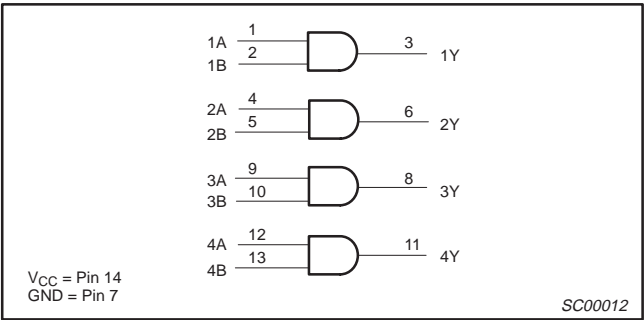 1A 1
1B 2
3 1Y
2A 4
2B 5
6 2Y
3A 9
3B 10
8 3Y
4A 12
4B 13
11 4Y
VCC = Pin 14
GND = Pin 7
SC00012